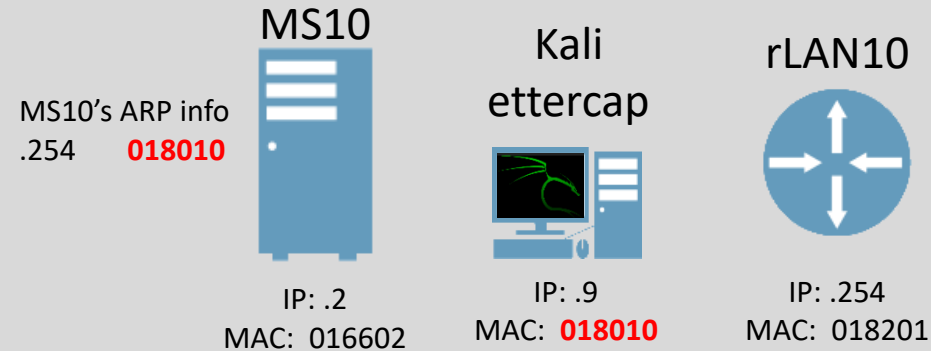 MS10
MS10's ARP info
.254 018010
IP: .2
MAC: 016602
Kali
ettercap
IP: .9
MAC: 018010
rLAN10
IP: .254
MAC: 018201